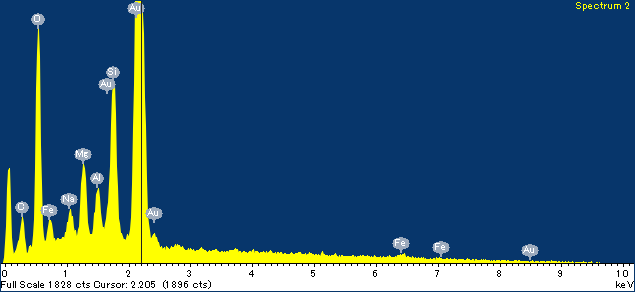 Spectrum 2
Au
O
Si
Au
Mg
Al
Na
Fe
Au
Fe
Fe
Au
0 1 2 3 4 5 6 7 8 9 10
Full Scale 1828 cts Cursor: 2.205 (1896 cts) keV